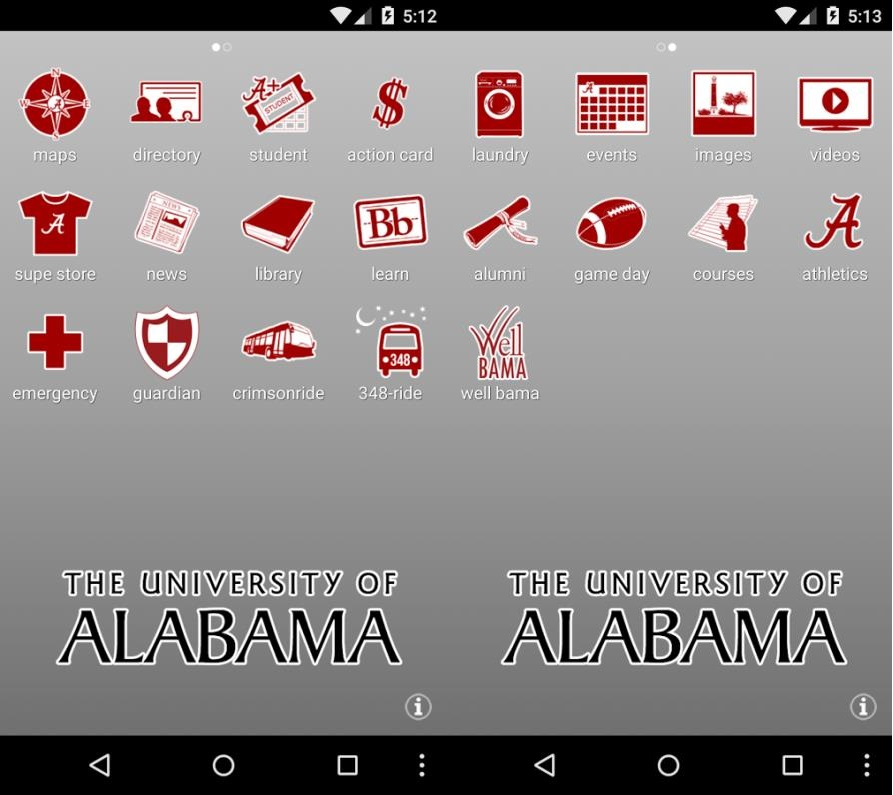 5:12
N
W E
S
A
A+
STUDENT
$
maps directory student action card
A
NEWS
Bb
supe store news library learn
348
emergency guardian crimsonride 348-ride
THE UNIVERSITY OF
ALABAMA
i
5:13
A
laundry events images videos
A
alumni game day courses athletics
Well
BAMA
well bama
THE UNIVERSITY OF
ALABAMA
i